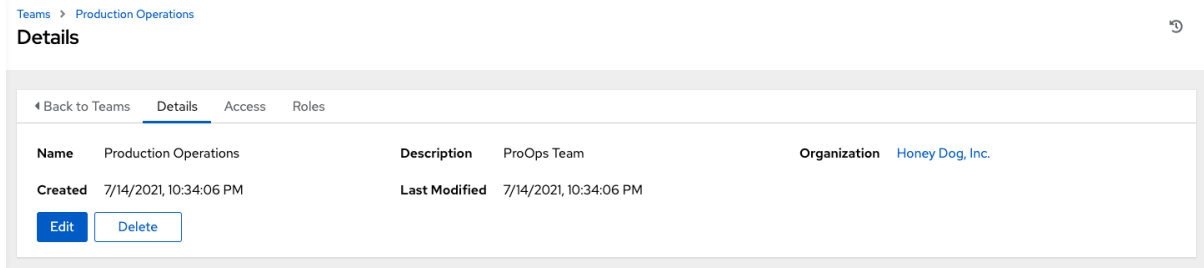 Teams > Production Operations
Details
Back to Teams Details Access Roles
Name Production Operations Description ProOps Team Organization Honey Dog, Inc.
Created 7/14/2021, 10:34:06 PM Last Modified 7/14/2021, 10:34:06 PM
Edit Delete